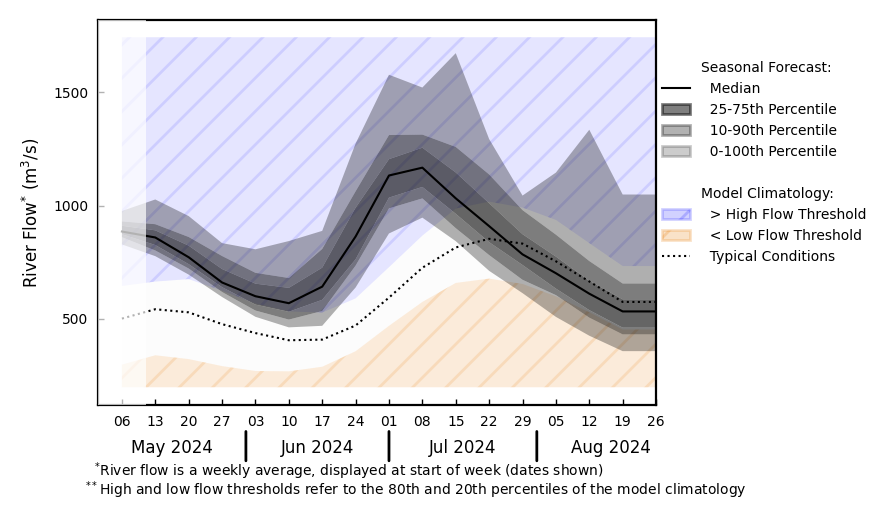 River Flow* (m³/s)
1500
1000
500
06 13 20 27 03 10 17 24 01 08 15 22 29 05 12 19 26
May 2024 Jun 2024 Jul 2024 Aug 2024
*River flow is a weekly average, displayed at start of week (dates shown)
**High and low flow thresholds refer to the 80th and 20th percentiles of the model climatology
Seasonal Forecast:
Median
25-75th Percentile
10-90th Percentile
0-100th Percentile
Model Climatology:
> High Flow Threshold
< Low Flow Threshold
Typical Conditions